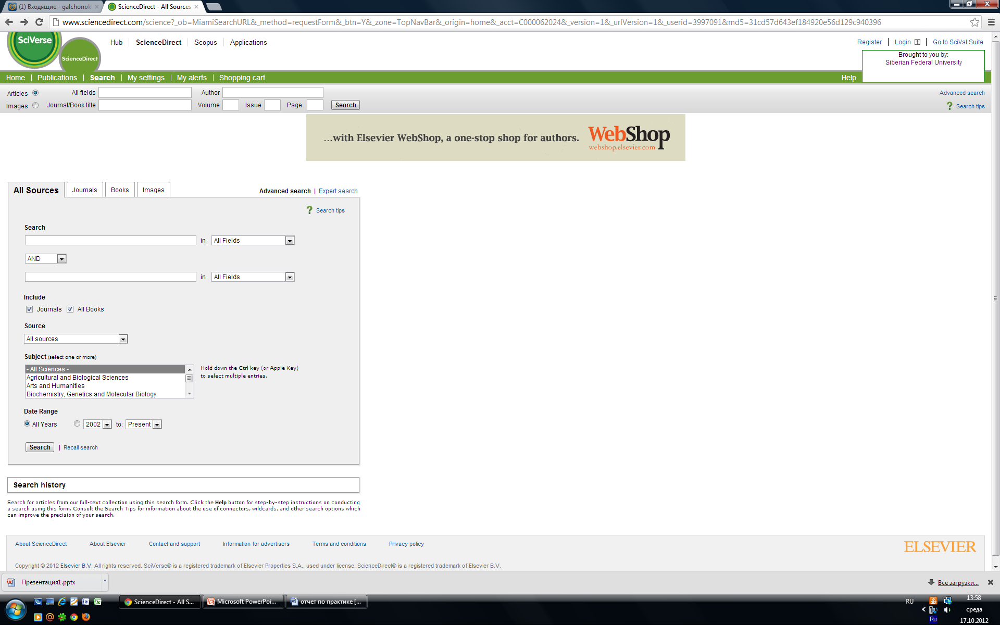 (1) Входящие - galchonok
ScienceDirect - All Sources
www.sciencedirect.com/science?_ob=MiamiSearchURL&_method=requestForm&_btn=Y&_zone=TopNavBar&_origin=home&_acct=C000062024&_version=1&_urlVersion=1&_userid=3997091&md5=31cd57d643ef184920e56d129c940396
SciVerse
ScienceDirect
Hub ScienceDirect Scopus Applications
Register Login Go to SciVal Suite
Brought to you by:
Siberian Federal University
Home Publications Search My settings My alerts Shopping cart Help
Articles All fields Author Advanced search
Images Journal/Book title Volume Issue Page Search ? Search tips
...with Elsevier WebShop, a one-stop shop for authors. WebShop
webshop.elsevier.com
All Sources Journals Books Images Advanced search | Expert search
? Search tips
Search
in All Fields
AND
in All Fields
Include
Journals All Books
Source
All sources
Subject (select one or more)
- All Sciences -
Agricultural and Biological Sciences
Arts and Humanities
Biochemistry, Genetics and Molecular Biology
Hold down the Ctrl key (or Apple Key)
to select multiple entries.
Date Range
All Years 2002 to: Present
Search | Recall search
Search history
Search for articles from our full-text collection using this search form. Click the Help button for step-by-step instructions on conducting
a search using this form. Consult the Search Tips for information about the use of connectors, wildcards, and other search options which
can improve the precision of your search.
About ScienceDirect About Elsevier Contact and support Information for advertisers Terms and conditions Privacy policy
ELSEVIER
Copyright © 2012 Elsevier B.V. All rights reserved. SciVerse® is a registered trademark of Elsevier Properties S.A., used under license. ScienceDirect® is a registered trademark of Elsevier B.V.
Презентация1.pptx
Все загрузки...
ScienceDirect - All S...
Microsoft PowerPoi...
отчет по практике [...
RU
13:58
среда
Ru
17.10.2012